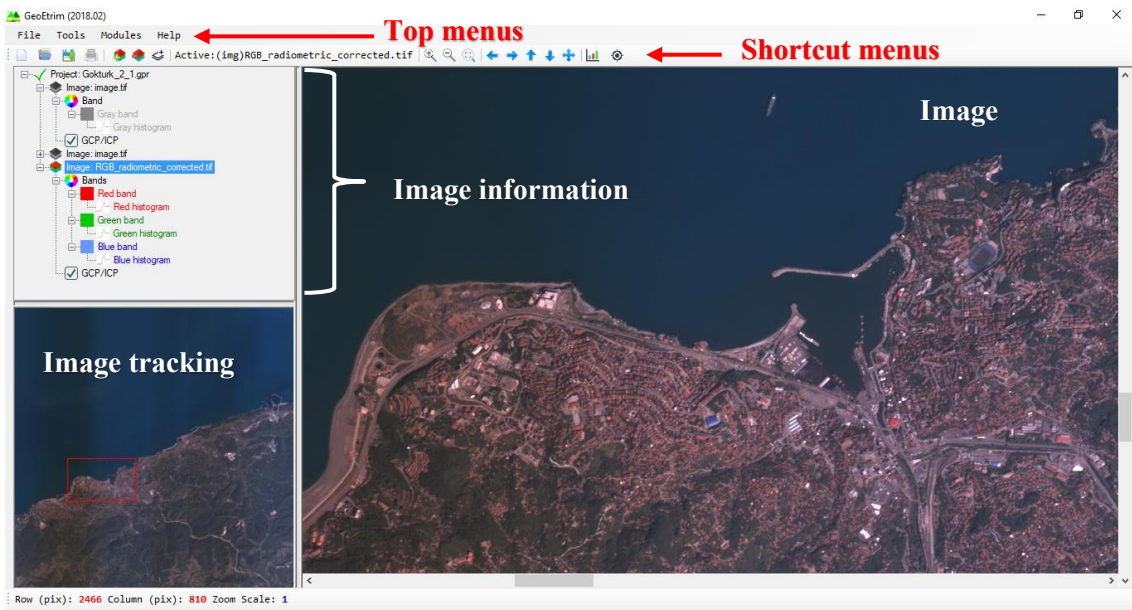 GeoEtrim (2018.02)
File Tools Modules Help
Top menus
Active:(img)RGB_radiometric_corrected.tif
Shortcut menus
Project: Gokturk_2_1.gpr
Image: image.tif
Band
Gray band
Gray histogram
GCP/ICP
Image: image.tif
Image: RGB_radiometric_corrected.tif
Bands
Red band
Red histogram
Green band
Green histogram
Blue band
Blue histogram
GCP/ICP
Image information
Image
Image tracking
Row (pix): 2466 Column (pix): 810 Zoom Scale: 1